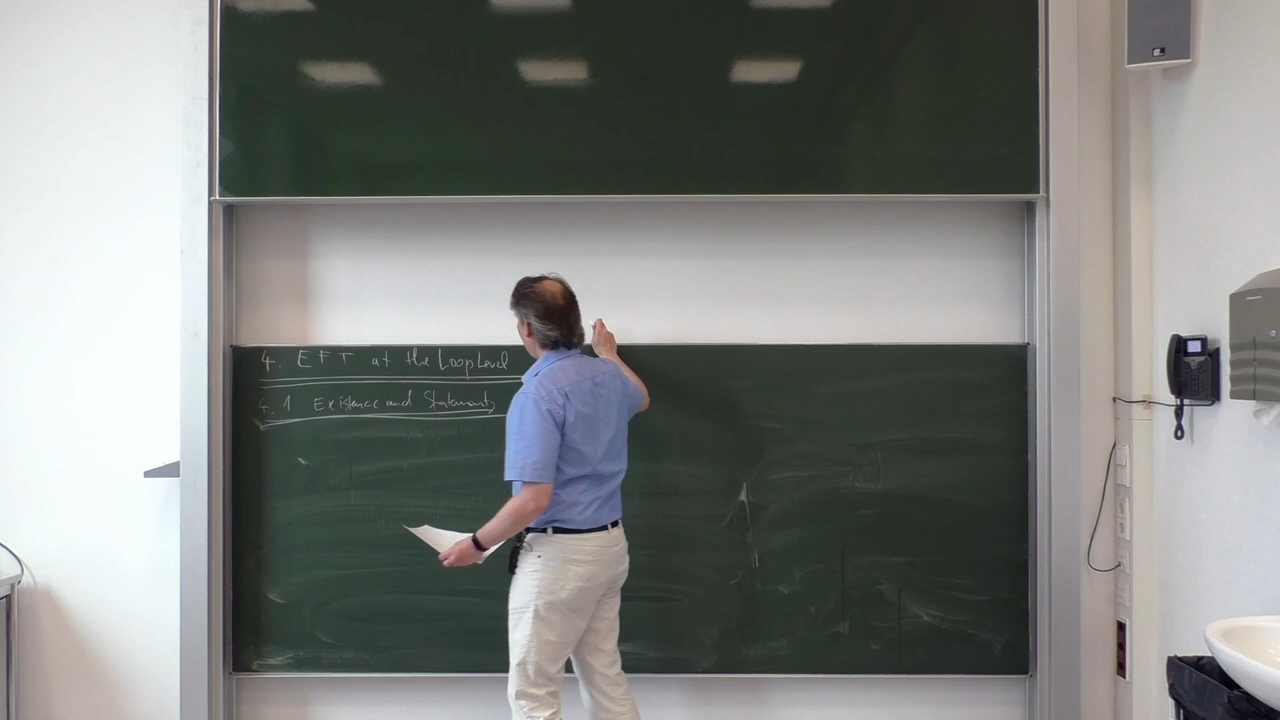 4. EFT at the Loop Level
4.1 Existence and Statements